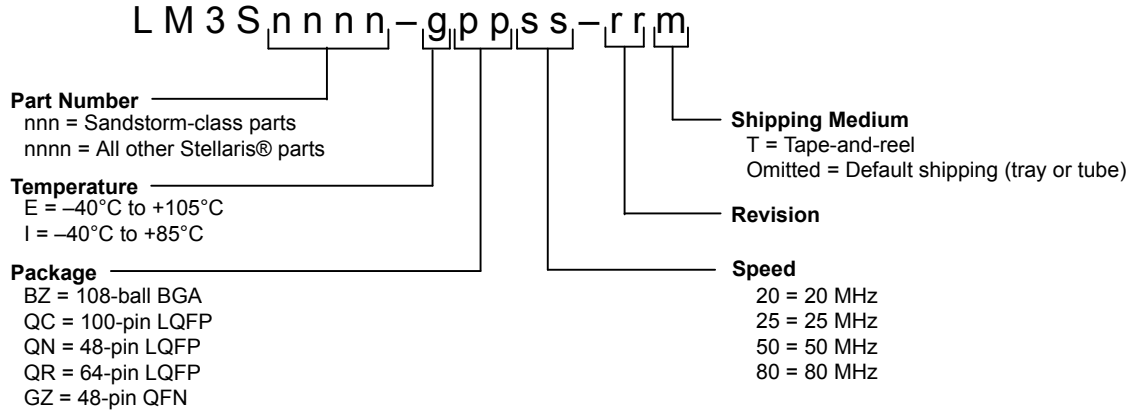 L M 3 S n n n n – g p p s s – r r m
Part Number
nnn = Sandstorm-class parts
nnnn = All other Stellaris® parts
Temperature
E = –40°C to +105°C
I = –40°C to +85°C
Package
BZ = 108-ball BGA
QC = 100-pin LQFP
QN = 48-pin LQFP
QR = 64-pin LQFP
GZ = 48-pin QFN
Shipping Medium
T = Tape-and-reel
Omitted = Default shipping (tray or tube)
Revision
Speed
20 = 20 MHz
25 = 25 MHz
50 = 50 MHz
80 = 80 MHz